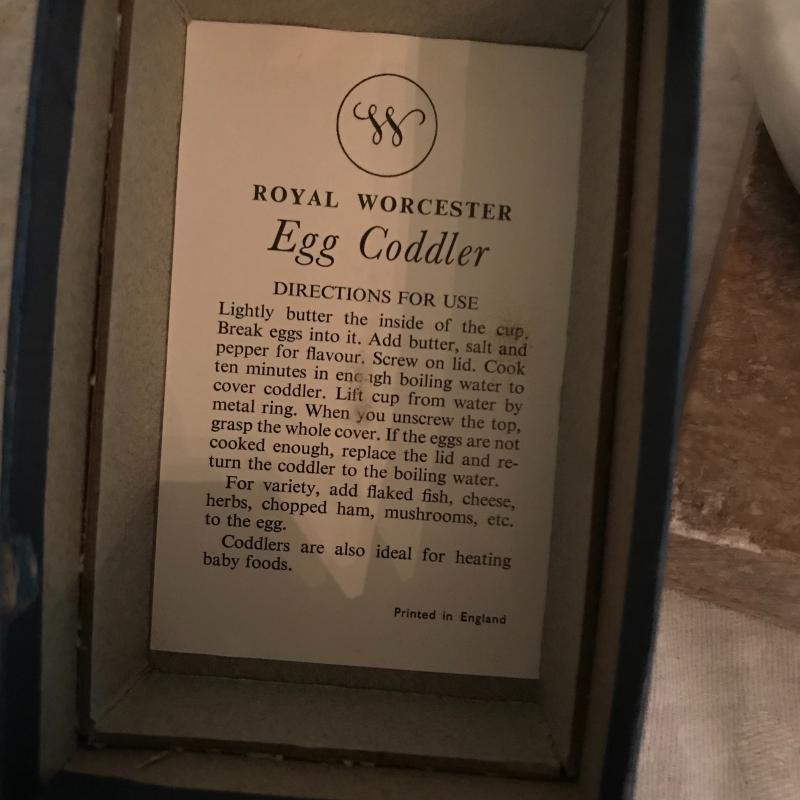 W
ROYAL WORCESTER
Egg Coddler
DIRECTIONS FOR USE
Lightly butter the inside of the cup.
Break eggs into it. Add butter, salt and
pepper for flavour. Screw on lid. Cook
ten minutes in enough boiling water to
cover coddler. Lift cup from water by
metal ring. When you unscrew the top,
grasp the whole cover. If the eggs are not
cooked enough, replace the lid and re-
turn the coddler to the boiling water.
For variety, add flaked fish, cheese,
herbs, chopped ham, mushrooms, etc.
to the egg.
Coddlers are also ideal for heating
baby foods.
Printed in England